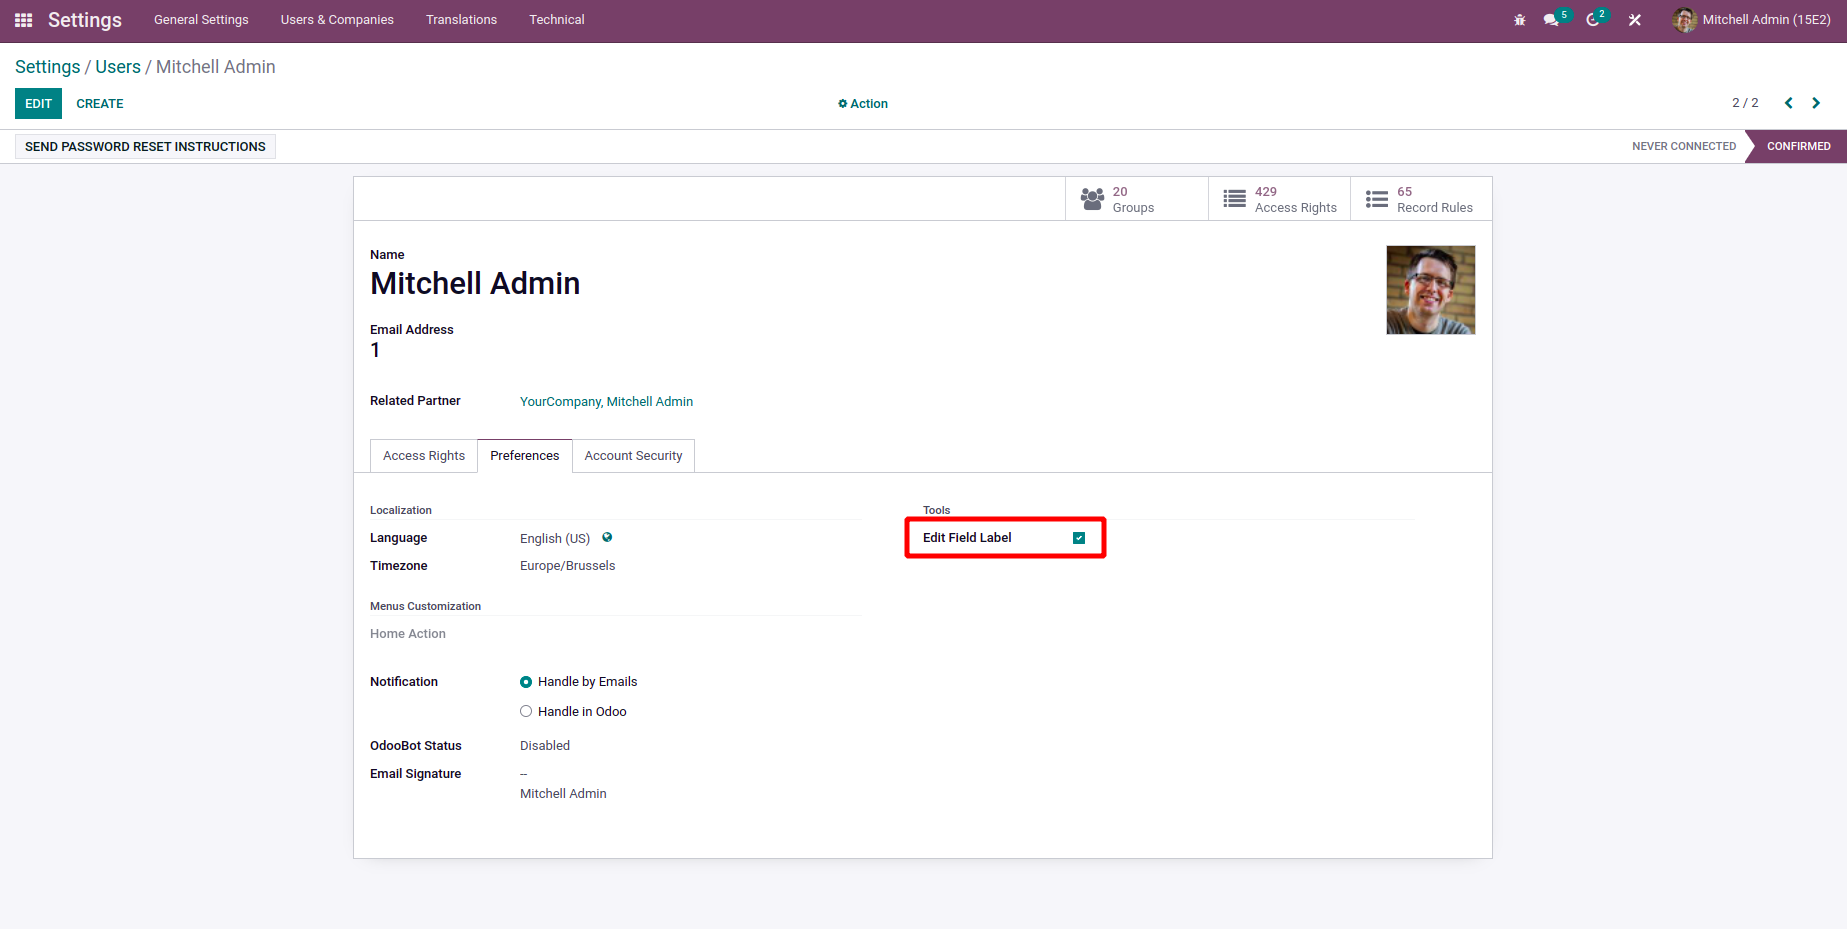 Settings General Settings Users & Companies Translations Technical 5 2 Mitchell Admin (15E2)
Settings / Users / Mitchell Admin
EDIT CREATE Action 2 / 2
SEND PASSWORD RESET INSTRUCTIONS NEVER CONNECTED CONFIRMED
20 429 65
Groups Access Rights Record Rules
Name
Mitchell Admin
Email Address
1
Related Partner YourCompany, Mitchell Admin
Access Rights Preferences Account Security
Localization Tools
Language English (US) Edit Field Label
Timezone Europe/Brussels
Menus Customization
Home Action
Notification Handle by Emails
Handle in Odoo
OdooBot Status Disabled
Email Signature --
Mitchell Admin